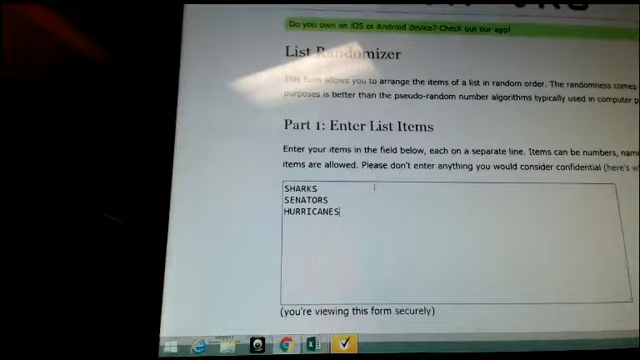 Do you own an iOS or Android device? Check out our app!
List Randomizer
This form allows you to arrange the items of a list in random order. The randomness comes
purposes is better than the pseudo-random number algorithms typically used in computer
Part 1: Enter List Items
Enter your items in the field below, each on a separate line. Items can be numbers,
items are allowed. Please don't enter anything you would consider confidential (here's
SHARKS
SENATORS
HURRICANES
(you're viewing this form securely)